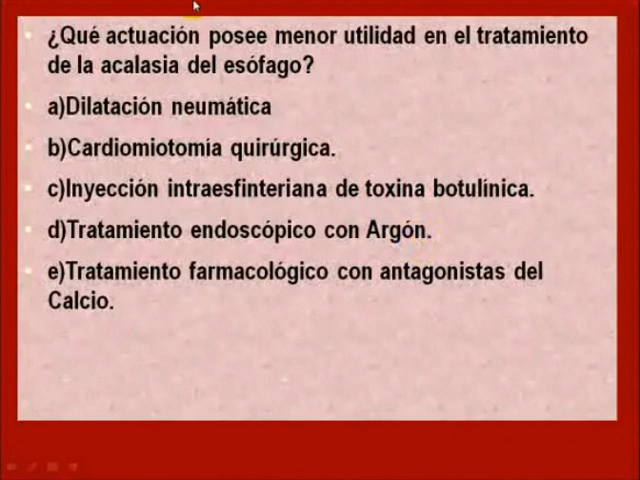 ¿Qué actuación posee menor utilidad en el tratamiento
de la acalasia del esófago?
a)Dilatación neumática
b)Cardiomiotomía quirúrgica.
c)Inyección intraesfinteriana de toxina botulínica.
d)Tratamiento endoscópico con Argón.
e)Tratamiento farmacológico con antagonistas del
Calcio.